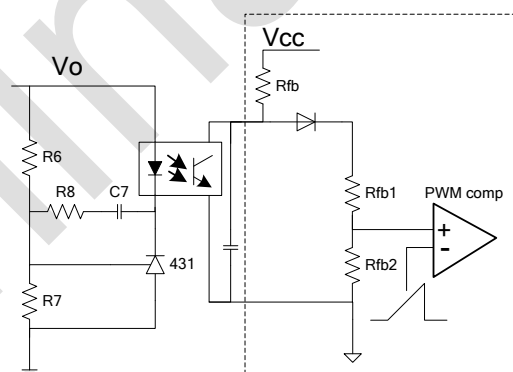 Vcc
Vo
Rfb
R6
R8
C7
Rfb1
PWM comp
+
-
431
Rfb2
R7